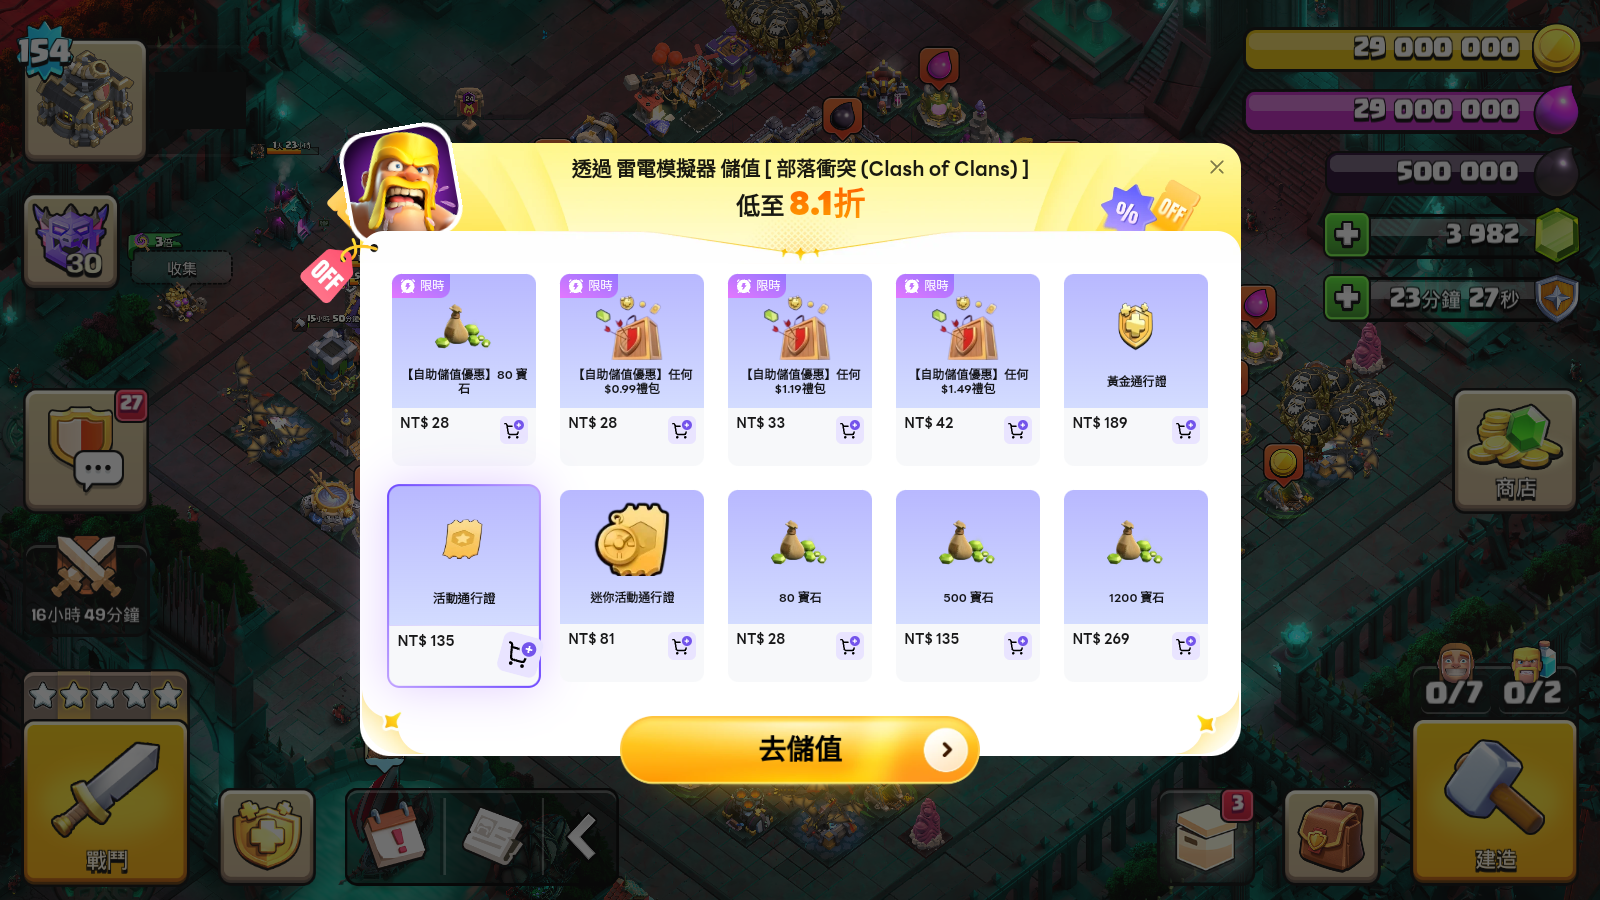 154
29 000 000
29 000 000
500 000
3 982
23分鐘 27秒
透過 雷電模擬器 儲值 [ 部落衝突 (Clash of Clans) ]
低至 8.1折
%
OFF
OFF
30
3倍
收集
27
16小時 49分鐘
限時
【自助儲值優惠】80 寶
石
NT$ 28
限時
【自助儲值優惠】任何
$0.99禮包
NT$ 28
限時
【自助儲值優惠】任何
$1.19禮包
NT$ 33
限時
【自助儲值優惠】任何
$1.49禮包
NT$ 42
黃金通行證
NT$ 189
活動通行證
NT$ 135
迷你活動通行證
NT$ 81
80 寶石
NT$ 28
500 寶石
NT$ 135
1200 寶石
NT$ 269
去儲值
商店
0/7
0/2
戰鬥
3
建造